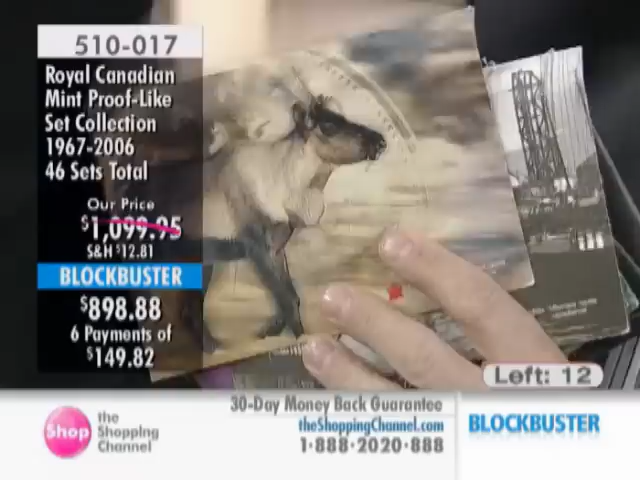 510-017
Royal Canadian
Mint Proof-Like
Set Collection
1967-2006
46 Sets Total
Our Price
$1,099.95
S&H $12.81
BLOCKBUSTER
$898.88
6 Payments of
$149.82
Left: 12
Shop
the
Shopping
Channel
30-Day Money Back Guarantee
theShoppingChannel.com
1·888·2020·888
BLOCKBUSTER